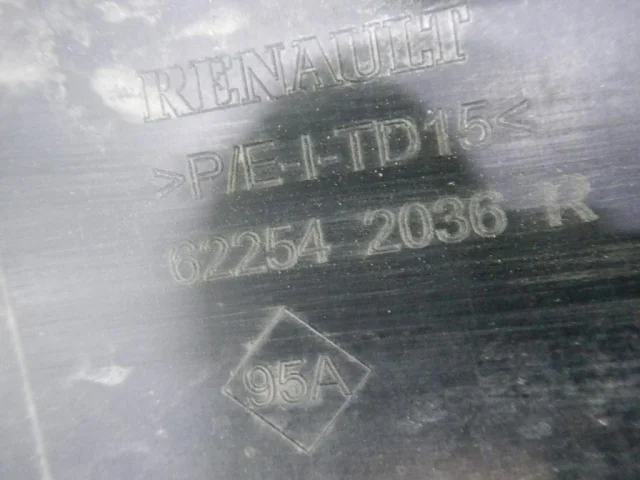 RENAULT
>P/E-I-TD15<
62254 2036 R
95A